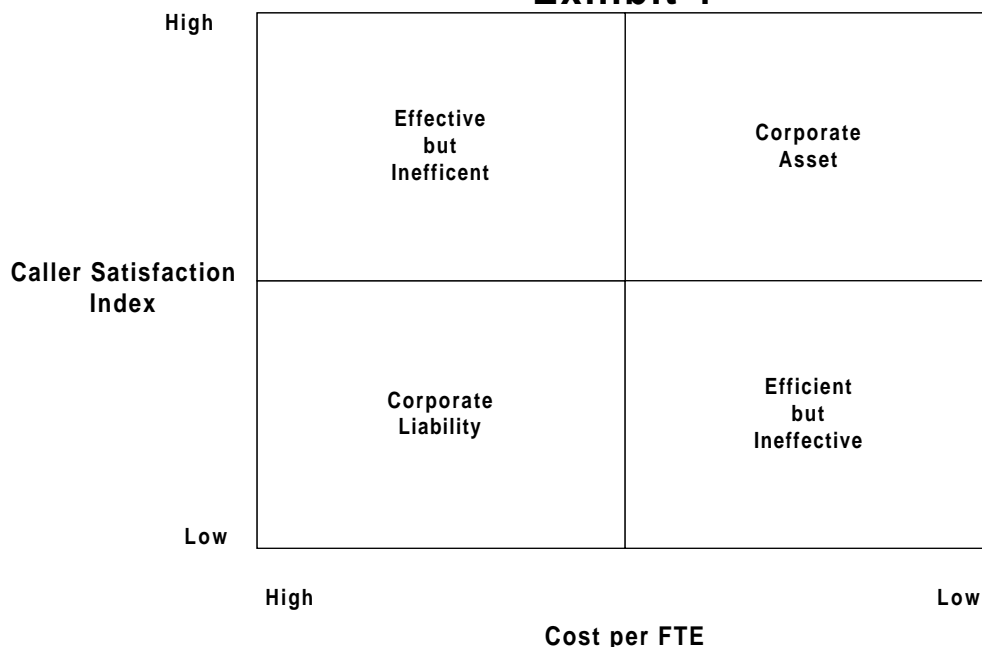 High
Effective
but
Inefficent
Corporate
Asset
Caller Satisfaction
Index
Corporate
Liability
Efficient
but
Ineffective
Low
High
Low
Cost per FTE